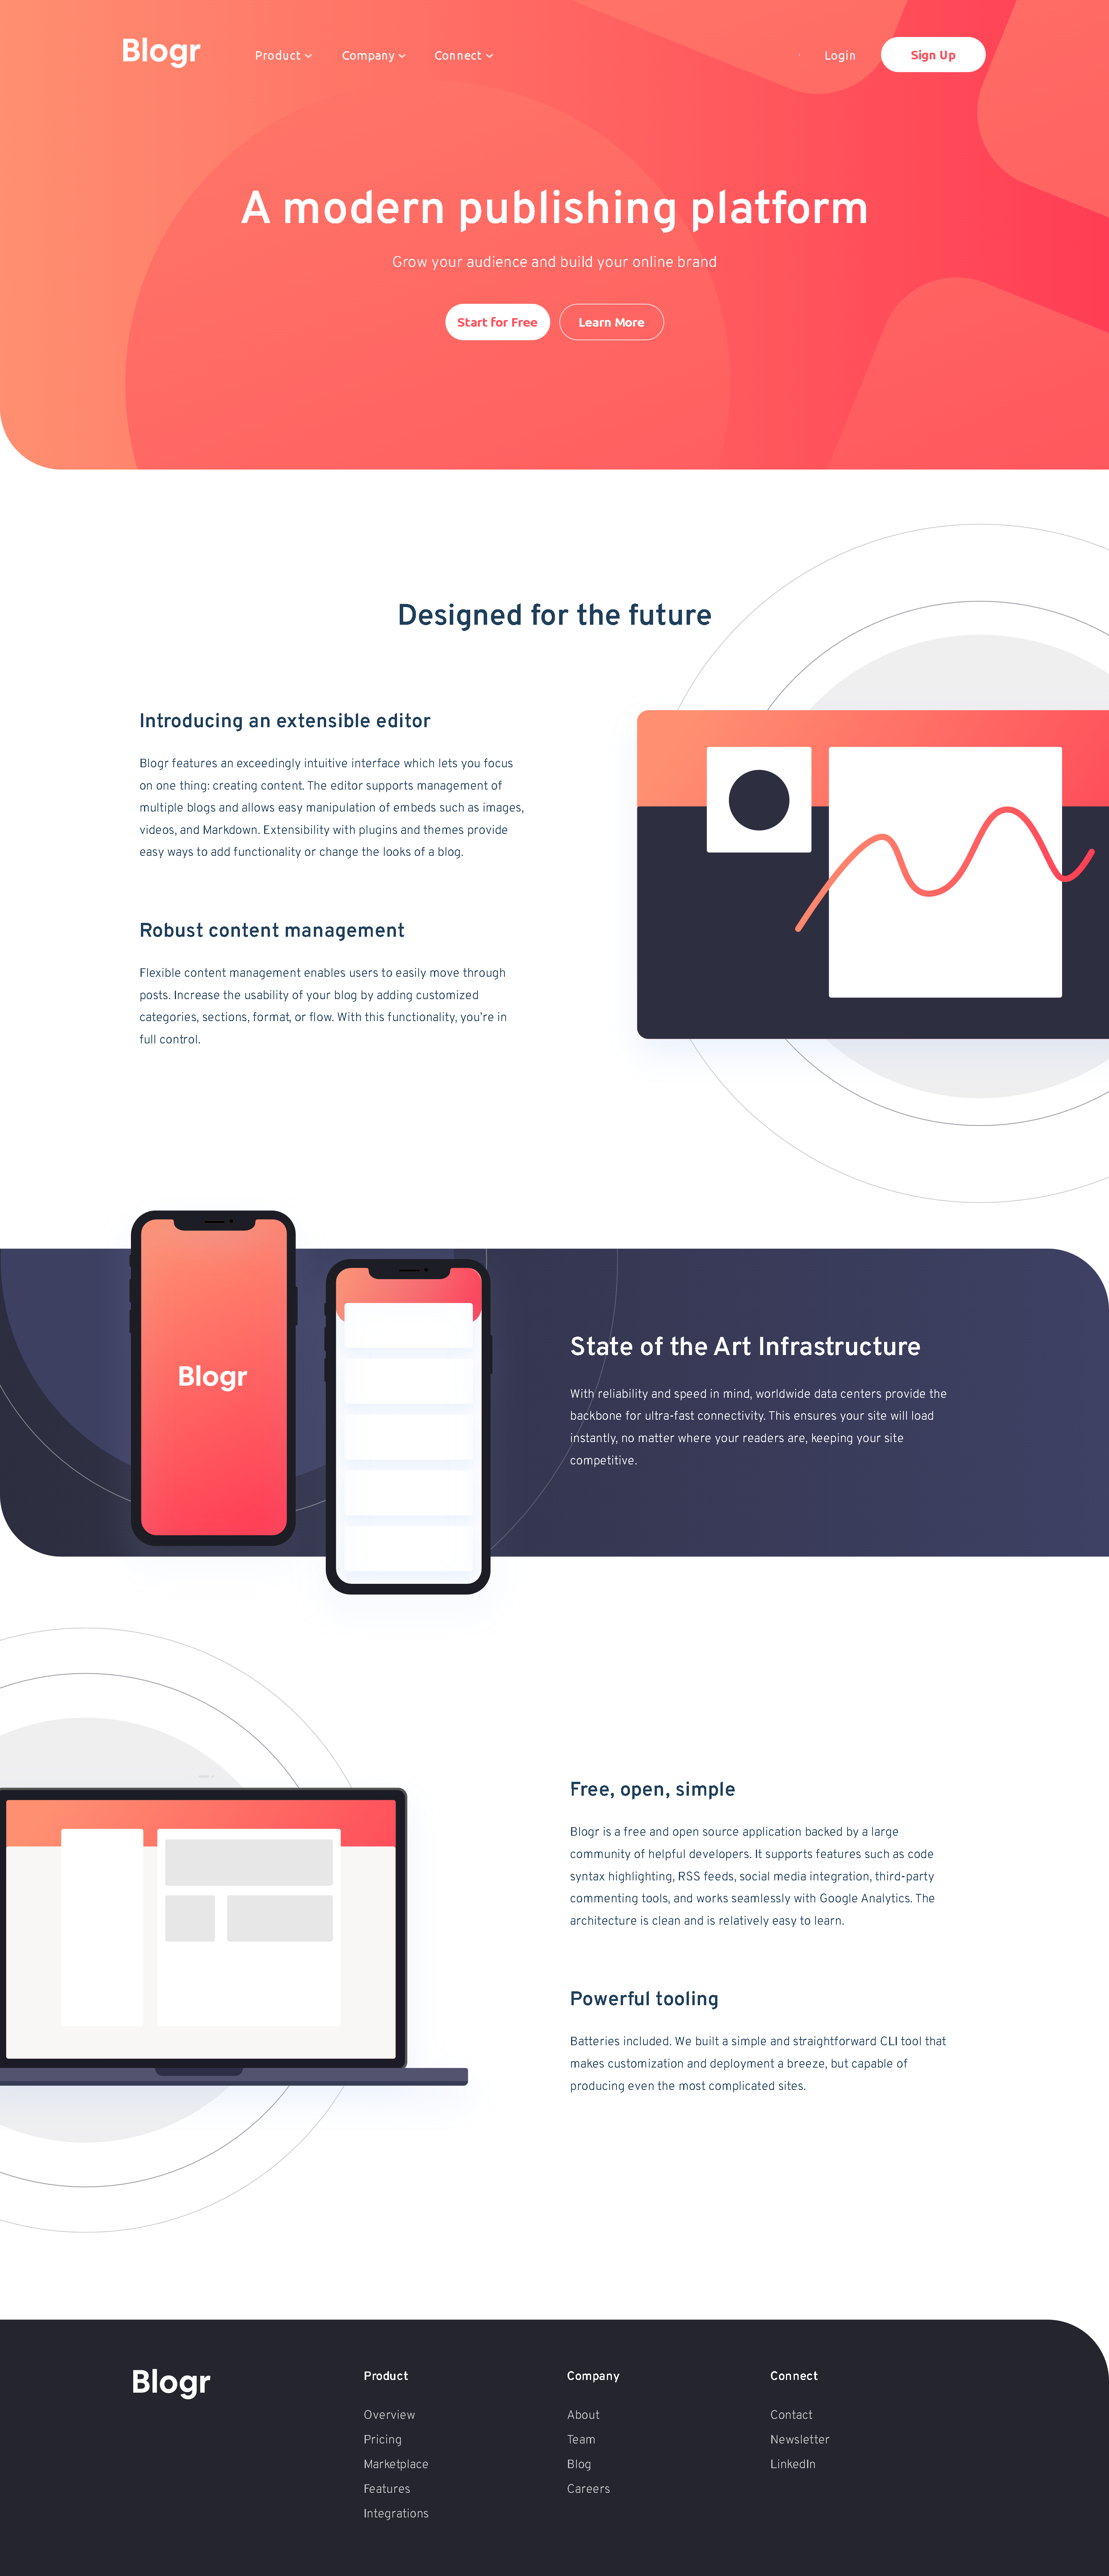 Blogr
Product
Company
Connect
Login
Sign Up
A modern publishing platform
Grow your audience and build your online brand
Start for Free
Learn More
Designed for the future
Introducing an extensible editor
Blogr features an exceedingly intuitive interface which lets you focus
on one thing: creating content. The editor supports management of
multiple blogs and allows easy manipulation of embeds such as images,
videos, and Markdown. Extensibility with plugins and themes provide
easy ways to add functionality or change the looks of a blog.
Robust content management
Flexible content management enables users to easily move through
posts. Increase the usability of your blog by adding customized
categories, sections, format, or flow. With this functionality, you're in
full control.
Blogr
State of the Art Infrastructure
With reliability and speed in mind, worldwide data centers provide the
backbone for ultra-fast connectivity. This ensures your site will load
instantly, no matter where your readers are, keeping your site
competitive.
Free, open, simple
Blogr is a free and open source application backed by a large
community of helpful developers. It supports features such as code
syntax highlighting, RSS feeds, social media integration, third-party
commenting tools, and works seamlessly with Google Analytics. The
architecture is clean and is relatively easy to learn.
Powerful tooling
Batteries included. We built a simple and straightforward CLI tool that
makes customization and deployment a breeze, but capable of
producing even the most complicated sites.
Blogr
Product
Overview
Pricing
Marketplace
Features
Integrations
Company
About
Team
Blog
Careers
Connect
Contact
Newsletter
LinkedIn